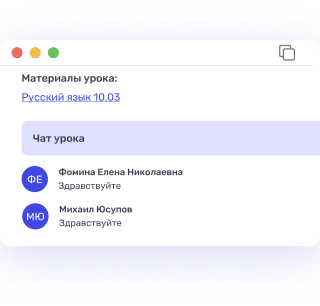 Материалы урока:
Русский язык 10.03
Чат урока
ФЕ
Фомина Елена Николаевна
Здравствуйте
МЮ
Михаил Юсупов
Здравствуйте